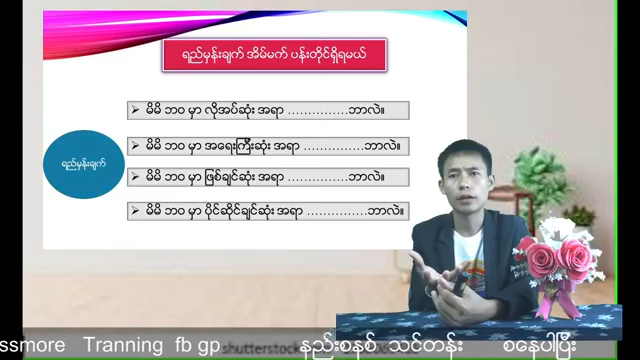 ရည်မှန်းချက် အိမ်မက် ပန်းတိုင်ရှိရမယ်
မိမိ ဘဝ မှာ လိုအပ်ဆုံး အရာ ……………ဘာလဲ။
မိမိ ဘဝ မှာ အရေးကြီးဆုံး အရာ ……………ဘာလဲ။
ရည်မှန်းချက်
မိမိ ဘဝ မှာ ဖြစ်ချင်ဆုံး အရာ ……………ဘာလဲ။
မိမိ ဘဝ မှာ ပိုင်ဆိုင်ချင်ဆုံး အရာ ……………ဘာလဲ။
ssmore Tranning fb gp နည်းစနစ် သင်တန်း စနေပါပြီး
shutterstock